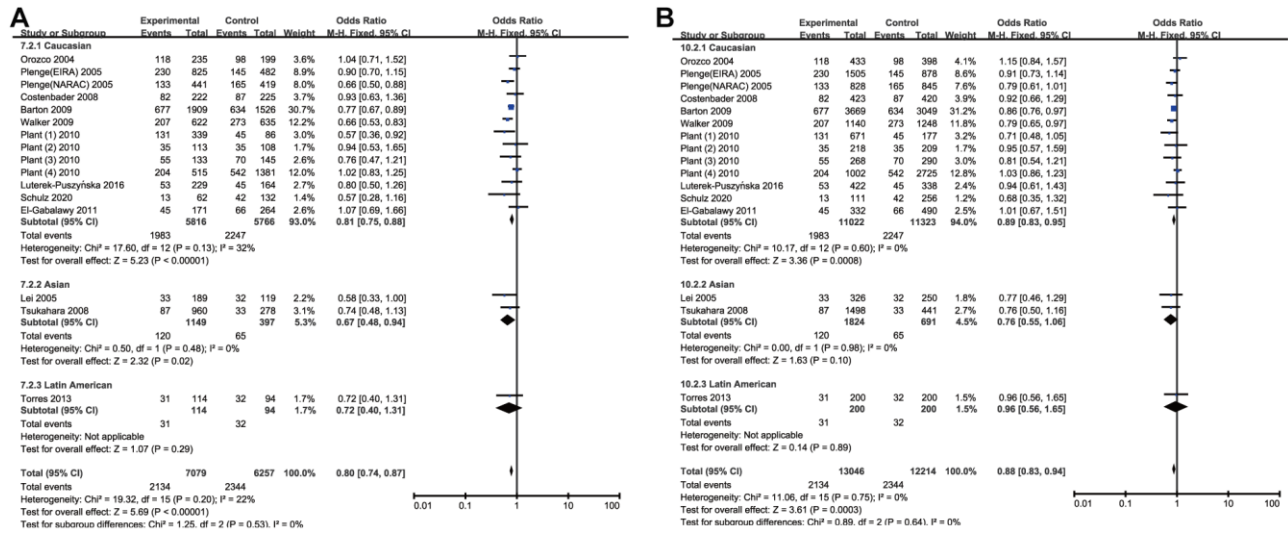 A
Experimental Control Odds Ratio Odds Ratio
Study or Subgroup Events Total Events Total Weight M-H. Fixed. 95% CI M-H. Fixed. 95% CI
7.2.1 Caucasian
Orozco 2004 118 235 98 199 3.6% 1.04 [0.71, 1.52]
Plenge(EIRA) 2005 230 825 145 482 9.0% 0.90 [0.70, 1.15]
Plenge(NARAC) 2005 133 441 165 419 9.0% 0.66 [0.50, 0.88]
Costenbader 2008 82 222 87 225 4.2% 0.93 [0.63, 1.36]
Barton 2009 677 1909 634 1526 30.7% 0.77 [0.67, 0.89]
Walker 2009 207 622 273 635 14.2% 0.66 [0.53, 0.83]
Plant (1) 2010 131 339 45 86 3.4% 0.57 [0.36, 0.92]
Plant (2) 2010 35 113 35 108 1.9% 0.94 [0.53, 1.65]
Plant (3) 2010 55 133 70 145 3.0% 0.76 [0.47, 1.21]
Plant (4) 2010 204 515 542 1381 6.9% 1.02 [0.83, 1.25]
Luterek-Puszyńska 2016 53 229 45 164 3.1% 0.80 [0.50, 1.26]
Schulz 2020 13 62 42 132 1.6% 0.57 [0.28, 1.16]
El-Gabalawy 2011 45 171 66 264 2.9% 1.07 [0.69, 1.66]
Subtotal (95% CI) 5816 5766 93.0% 0.81 [0.75, 0.88]
Total events 1983 2247
Heterogeneity: Chi² = 17.60, df = 12 (P = 0.13); I² = 32%
Test for overall effect: Z = 5.23 (P < 0.00001)
7.2.2 Asian
Lei 2005 33 189 32 119 2.2% 0.58 [0.33, 1.00]
Tsukahara 2008 87 960 33 278 3.1% 0.74 [0.48, 1.13]
Subtotal (95% CI) 1149 397 5.3% 0.67 [0.48, 0.94]
Total events 120 65
Heterogeneity: Chi² = 0.50, df = 1 (P = 0.48); I² = 0%
Test for overall effect: Z = 2.32 (P = 0.02)
7.2.3 Latin American
Torres 2013 31 114 32 94 1.7% 0.72 [0.40, 1.31]
Subtotal (95% CI) 114 94 1.7% 0.72 [0.40, 1.31]
Total events 31 32
Heterogeneity: Not applicable
Test for overall effect: Z = 1.07 (P = 0.29)
Total (95% CI) 7079 6257 100.0% 0.80 [0.74, 0.87]
Total events 2134 2344
Heterogeneity: Chi² = 19.32, df = 15 (P = 0.20); I² = 22%
Test for overall effect: Z = 5.69 (P < 0.00001)
Test for subgroup differences: Chi² = 1.25. df = 2 (P = 0.53). I² = 0%
0.01 0.1 1 10 100
B
Experimental Control Odds Ratio Odds Ratio
Study or Subgroup Events Total Events Total Weight M-H. Fixed. 95% CI M-H. Fixed. 95% CI
10.2.1 Caucasian
Orozco 2004 118 433 98 398 4.1% 1.15 [0.84, 1.57]
Plenge(EIRA) 2005 230 1505 145 878 8.6% 0.91 [0.73, 1.14]
Plenge(NARAC) 2005 133 828 165 845 7.9% 0.79 [0.61, 1.01]
Costenbader 2008 82 423 87 420 4.0% 0.92 [0.66, 1.29]
Barton 2009 677 3669 634 3049 31.2% 0.86 [0.76, 0.97]
Walker 2009 207 1140 273 1248 12.0% 0.79 [0.65, 0.97]
Plant (1) 2010 131 671 45 177 3.3% 0.71 [0.48, 1.05]
Plant (2) 2010 35 218 35 209 1.7% 0.95 [0.57, 1.59]
Plant (3) 2010 55 268 70 290 3.1% 0.81 [0.54, 1.21]
Plant (4) 2010 204 1002 542 2725 13.3% 1.03 [0.86, 1.23]
Luterek-Puszyńska 2016 53 422 45 338 2.5% 0.94 [0.61, 1.43]
Schulz 2020 13 111 42 256 1.3% 0.68 [0.35, 1.32]
El-Gabalawy 2011 45 332 66 490 2.6% 1.01 [0.67, 1.51]
Subtotal (95% CI) 11022 11323 94.0% 0.89 [0.83, 0.95]
Total events 1983 2247
Heterogeneity: Chi² = 10.17, df = 12 (P = 0.60); I² = 0%
Test for overall effect: Z = 3.36 (P = 0.0008)
10.2.2 Asian
Lei 2005 33 326 32 250 1.8% 0.77 [0.46, 1.29]
Tsukahara 2008 87 1498 33 441 2.7% 0.76 [0.50, 1.16]
Subtotal (95% CI) 1824 691 4.5% 0.76 [0.55, 1.06]
Total events 120 65
Heterogeneity: Chi² = 0.00, df = 1 (P = 0.98); I² = 0%
Test for overall effect: Z = 1.63 (P = 0.10)
10.2.3 Latin American
Torres 2013 31 200 32 200 1.5% 0.96 [0.56, 1.65]
Subtotal (95% CI) 200 200 1.5% 0.96 [0.56, 1.65]
Total events 31 32
Heterogeneity: Not applicable
Test for overall effect: Z = 0.14 (P = 0.89)
Total (95% CI) 13046 12214 100.0% 0.88 [0.83, 0.94]
Total events 2134 2344
Heterogeneity: Chi² = 11.06, df = 15 (P = 0.75); I² = 0%
Test for overall effect: Z = 3.61 (P = 0.0003)
Test for subgroup differences: Chi² = 0.89. df = 2 (P = 0.64). I² = 0%
0.01 0.1 1 10 100